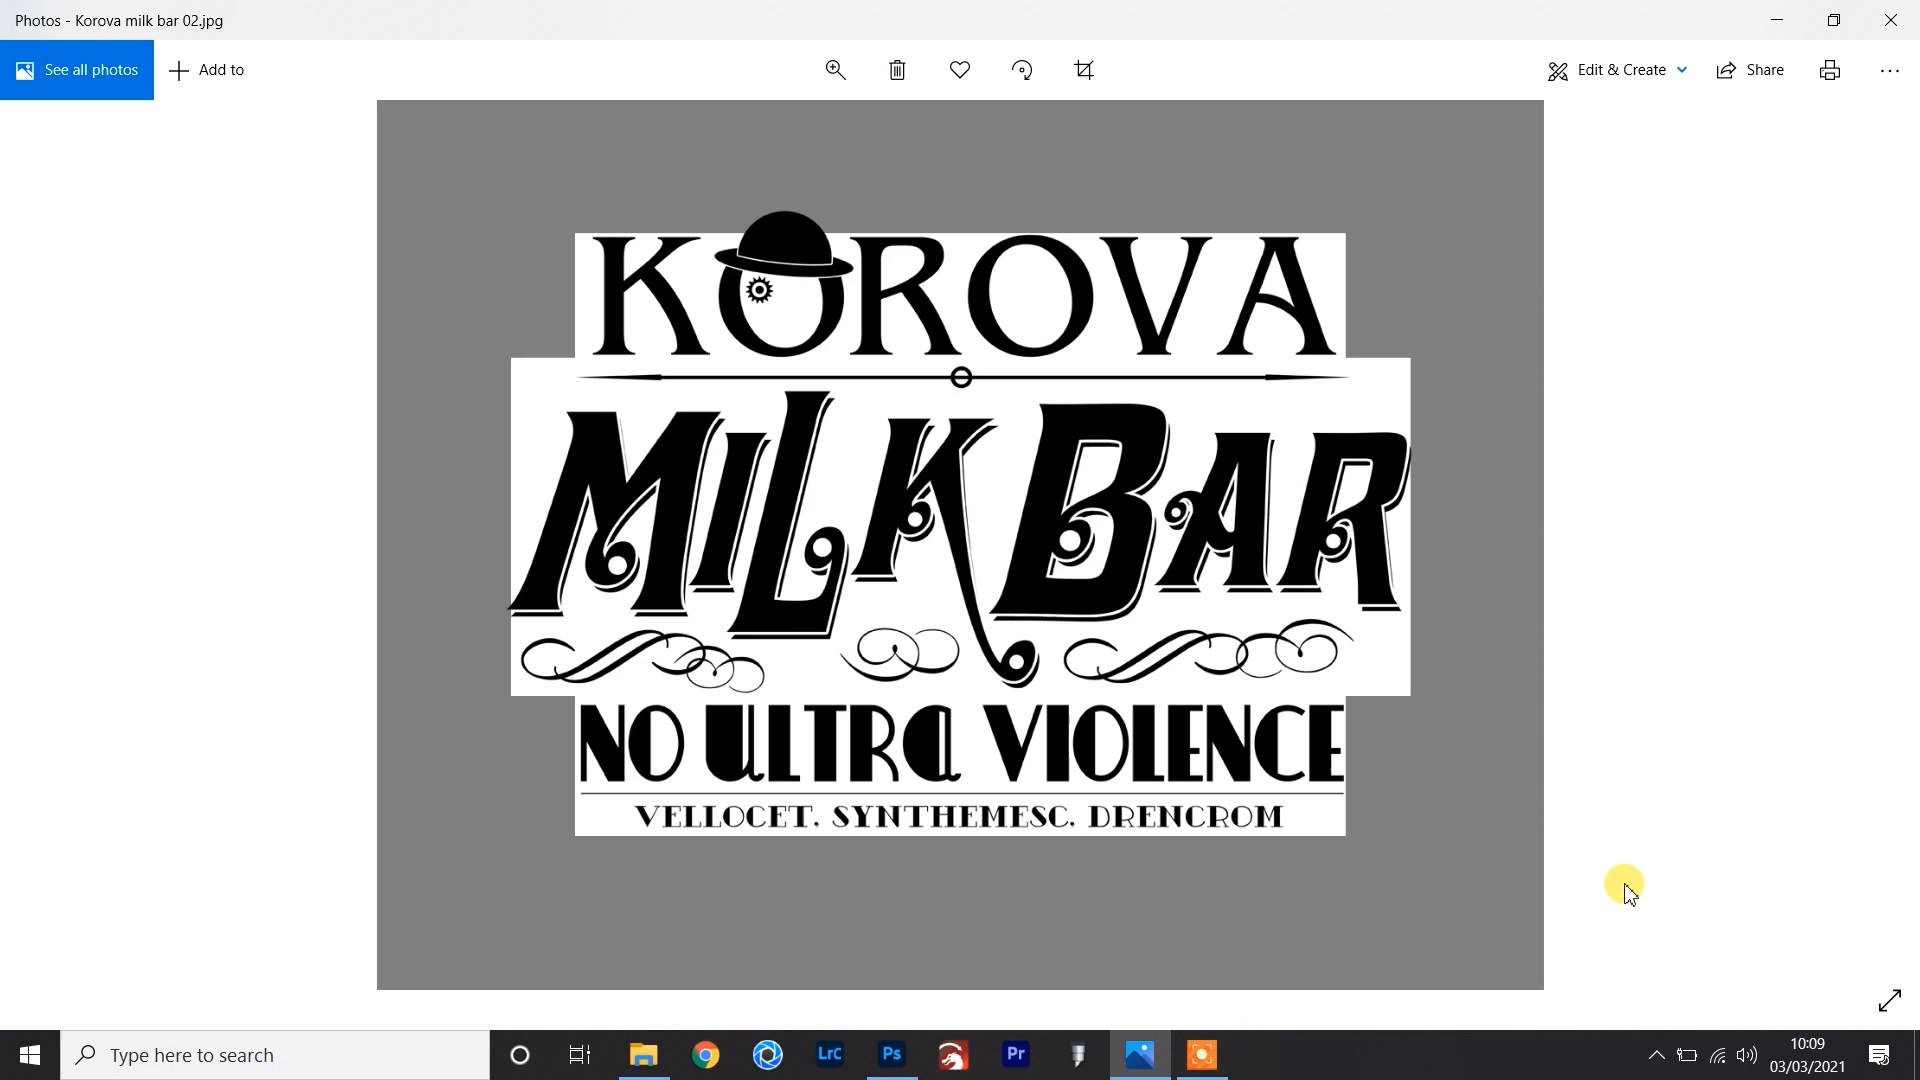 Photos - Korova milk bar 02.jpg
See all photos
Add to
Edit & Create
Share
KOROVA
MILK BAR
NO ULTRA VIOLENCE
VELLOCET. SYNTHEMESC. DRENCROM
Type here to search
LrC
Ps
Pr
10:09
03/03/2021